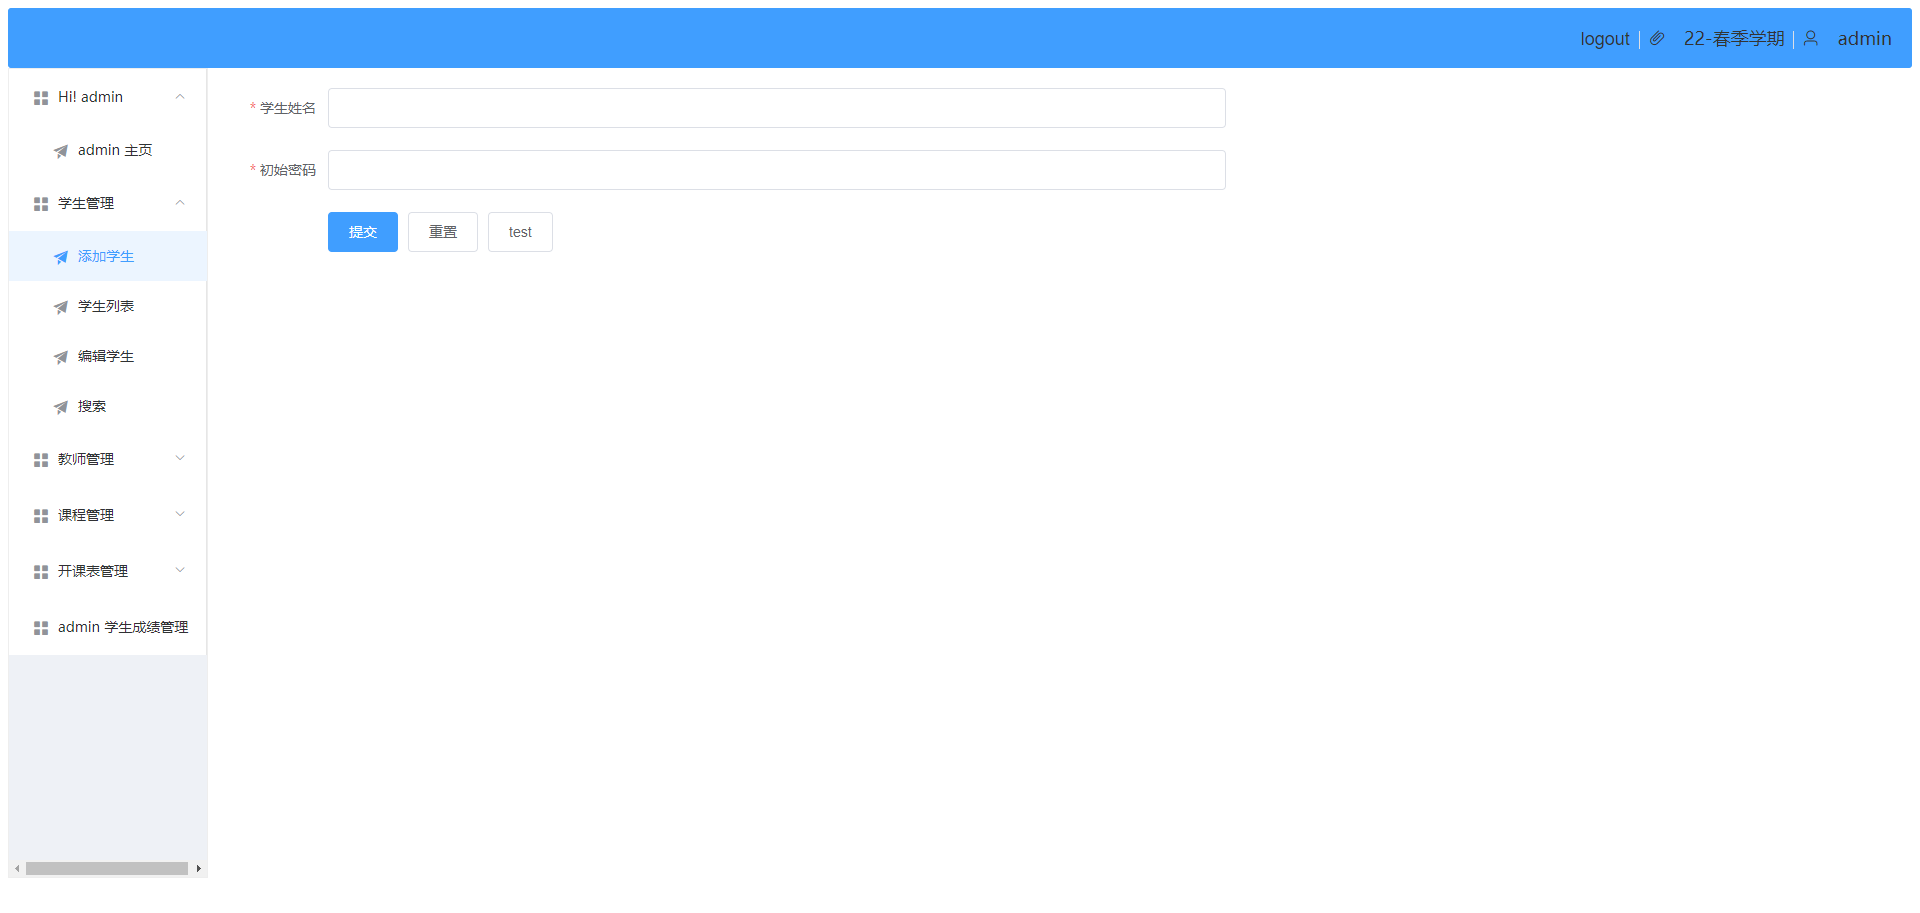 logout 22-春季学期 admin
Hi! admin
admin 主页
学生管理
添加学生
学生列表
编辑学生
搜索
教师管理
课程管理
开课表管理
admin 学生成绩管理
* 学生姓名
* 初始密码
提交 重置 test